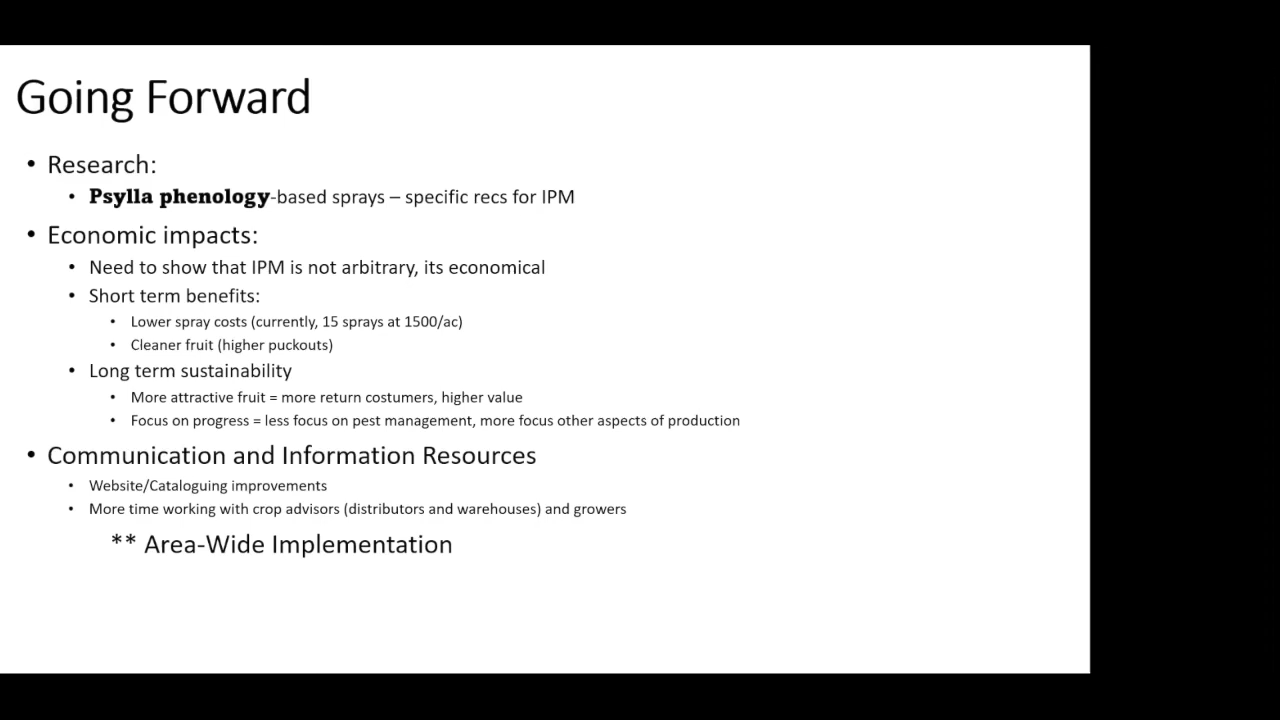 Going Forward
• Research:
• Psylla phenology-based sprays – specific recs for IPM
• Economic impacts:
• Need to show that IPM is not arbitrary, its economical
• Short term benefits:
• Lower spray costs (currently, 15 sprays at 1500/ac)
• Cleaner fruit (higher puckouts)
• Long term sustainability
• More attractive fruit = more return costumers, higher value
• Focus on progress = less focus on pest management, more focus other aspects of production
• Communication and Information Resources
• Website/Cataloguing improvements
• More time working with crop advisors (distributors and warehouses) and growers
** Area-Wide Implementation